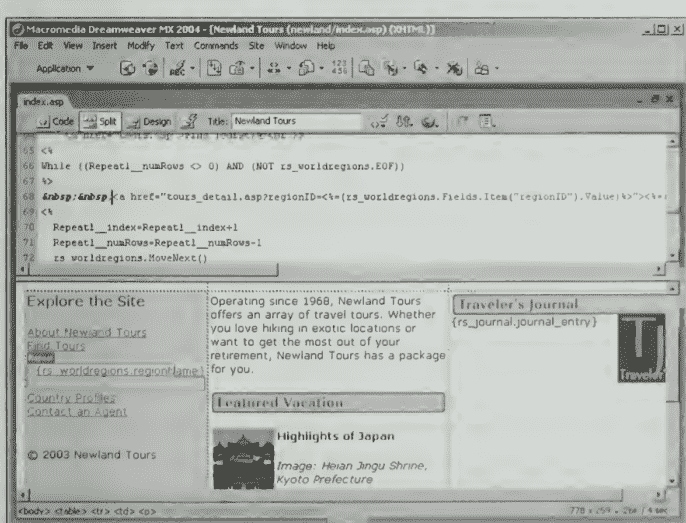 Macromedia Dreamweaver MX 2004 - [Newland Tours (newland/index.asp) (XHTML)]
File Edit View Insert Modify Text Commands Site Window Help
Application
index.asp
Code Split Design Title: Newland Tours
65 <%
66 While ((Repeat1__numRows <> 0) AND (NOT rs_worldregions.EOF))
67 %>
68 &nbsp;&nbsp;<a href="tours_detail.asp?regionID=<%=(rs_worldregions.Fields.Item("regionID").Value)%>"><%=
69 <%
70 Repeat1__index=Repeat1__index+1
71 Repeat1__numRows=Repeat1__numRows-1
72 rs_worldregions.MoveNext()
Explore the Site
About Newland Tours
Find Tours
{rs_worldregions.regionName}
Country Profiles
Contact an Agent
© 2003 Newland Tours
Operating since 1968, Newland Tours
offers an array of travel tours. Whether
you love hiking in exotic locations or
want to get the most out of your
retirement, Newland Tours has a package
for you.
Featured Vacation
Highlights of Japan
Image: Heian Jingu Shrine,
Kyoto Prefecture
Traveler's Journal
{rs_journal.journal_entry}
TJ
Traveler
<body> <table> <tr> <td> <p>
778 x 259 26K / 4 sec